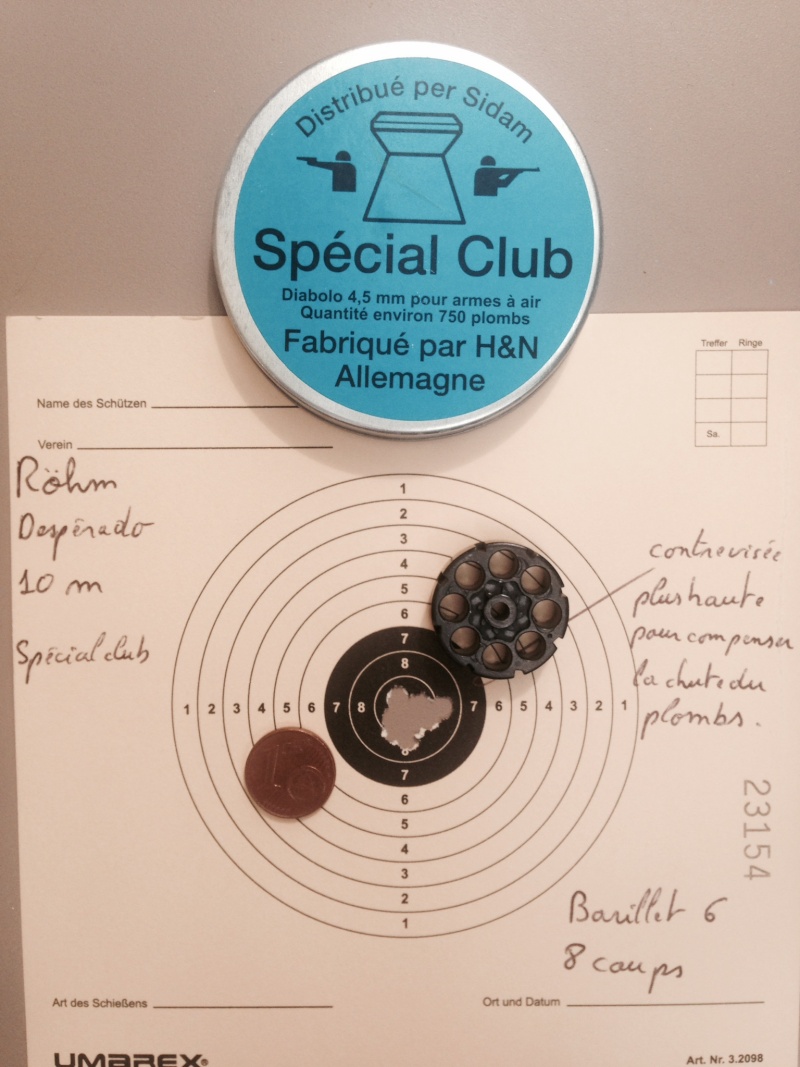 Distribué per Sidam
Spécial Club
Diabolo 4,5 mm pour armes à air
Quantité environ 750 plombs
Fabriqué par H&N
Allemagne
Treffer Ringe
Sa.
Name des Schützen
Verein
Röhm
Despérado
10 m
Spécial club
contrevisée
plus haute
pour compenser
la chute du
plombs.
1
2
3
4
5
6
7
8
1 2 3 4 5 6 7 8 7 6 5 4 3 2 1
8
7
6
5
4
3
2
1
1
23154
Barillet 6
8 coups
Art des Schießens
Ort und Datum
UMAREX®
Art. Nr. 3.2098